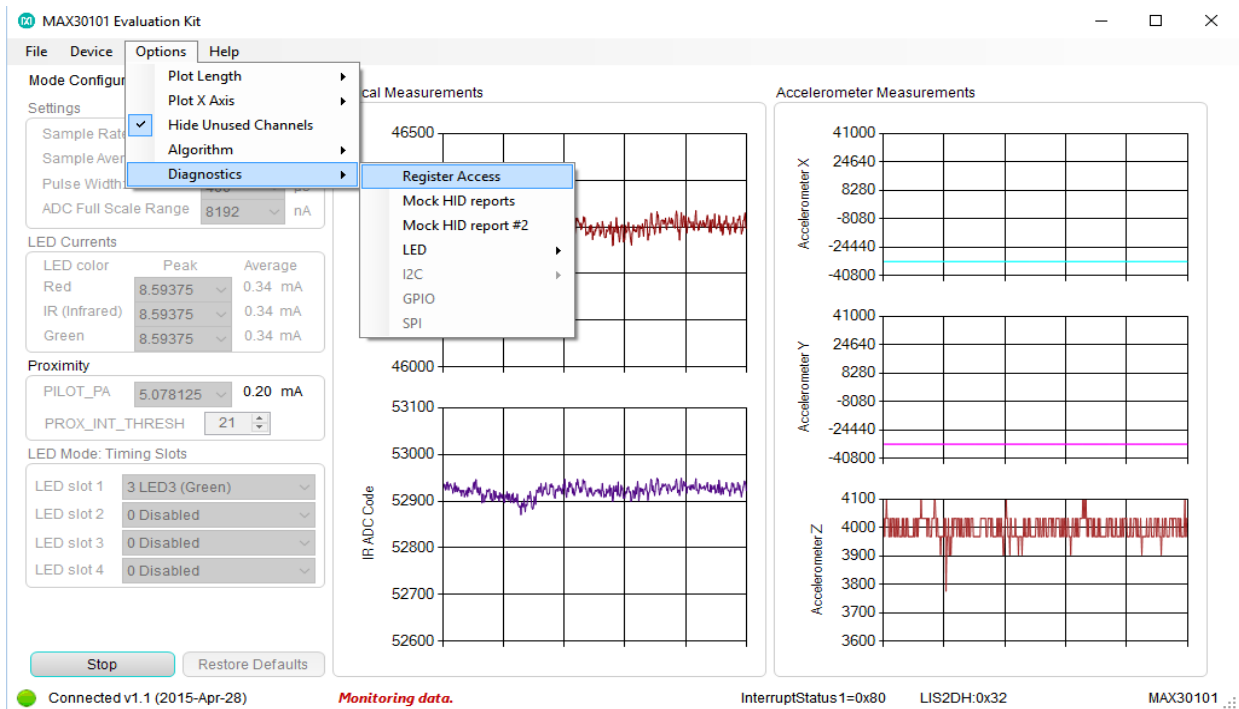 MAX30101 Evaluation Kit
File Device Options Help
Mode Configur
Settings
Sample Rate
Sample Aver
Pulse Width:
ADC Full Scale Range 8192 nA
LED Currents
LED color Peak Average
Red 8.59375 0.34 mA
IR (Infrared) 8.59375 0.34 mA
Green 8.59375 0.34 mA
Proximity
PILOT_PA 5.078125 0.20 mA
PROX_INT_THRESH 21
LED Mode: Timing Slots
LED slot 1 3 LED3 (Green)
LED slot 2 0 Disabled
LED slot 3 0 Disabled
LED slot 4 0 Disabled
Stop Restore Defaults
Plot Length
Plot X Axis
Hide Unused Channels
Algorithm
Diagnostics
Register Access
Mock HID reports
Mock HID report #2
LED
I2C
GPIO
SPI
cal Measurements
46500
46000
53100
53000
52900
52800
52700
52600
IR ADC Code
Accelerometer Measurements
Accelerometer X
41000
24640
8280
-8080
-24440
-40800
Accelerometer Y
41000
24640
8280
-8080
-24440
-40800
Accelerometer Z
4100
4000
3900
3800
3700
3600
Connected v1.1 (2015-Apr-28) Monitoring data. InterruptStatus1=0x80 LIS2DH:0x32 MAX30101